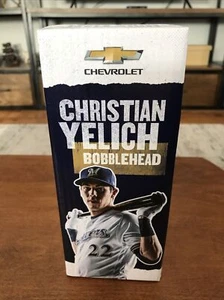 CHEVROLET
CHRISTIAN
YELICH
BOBBLEHEAD
M
22